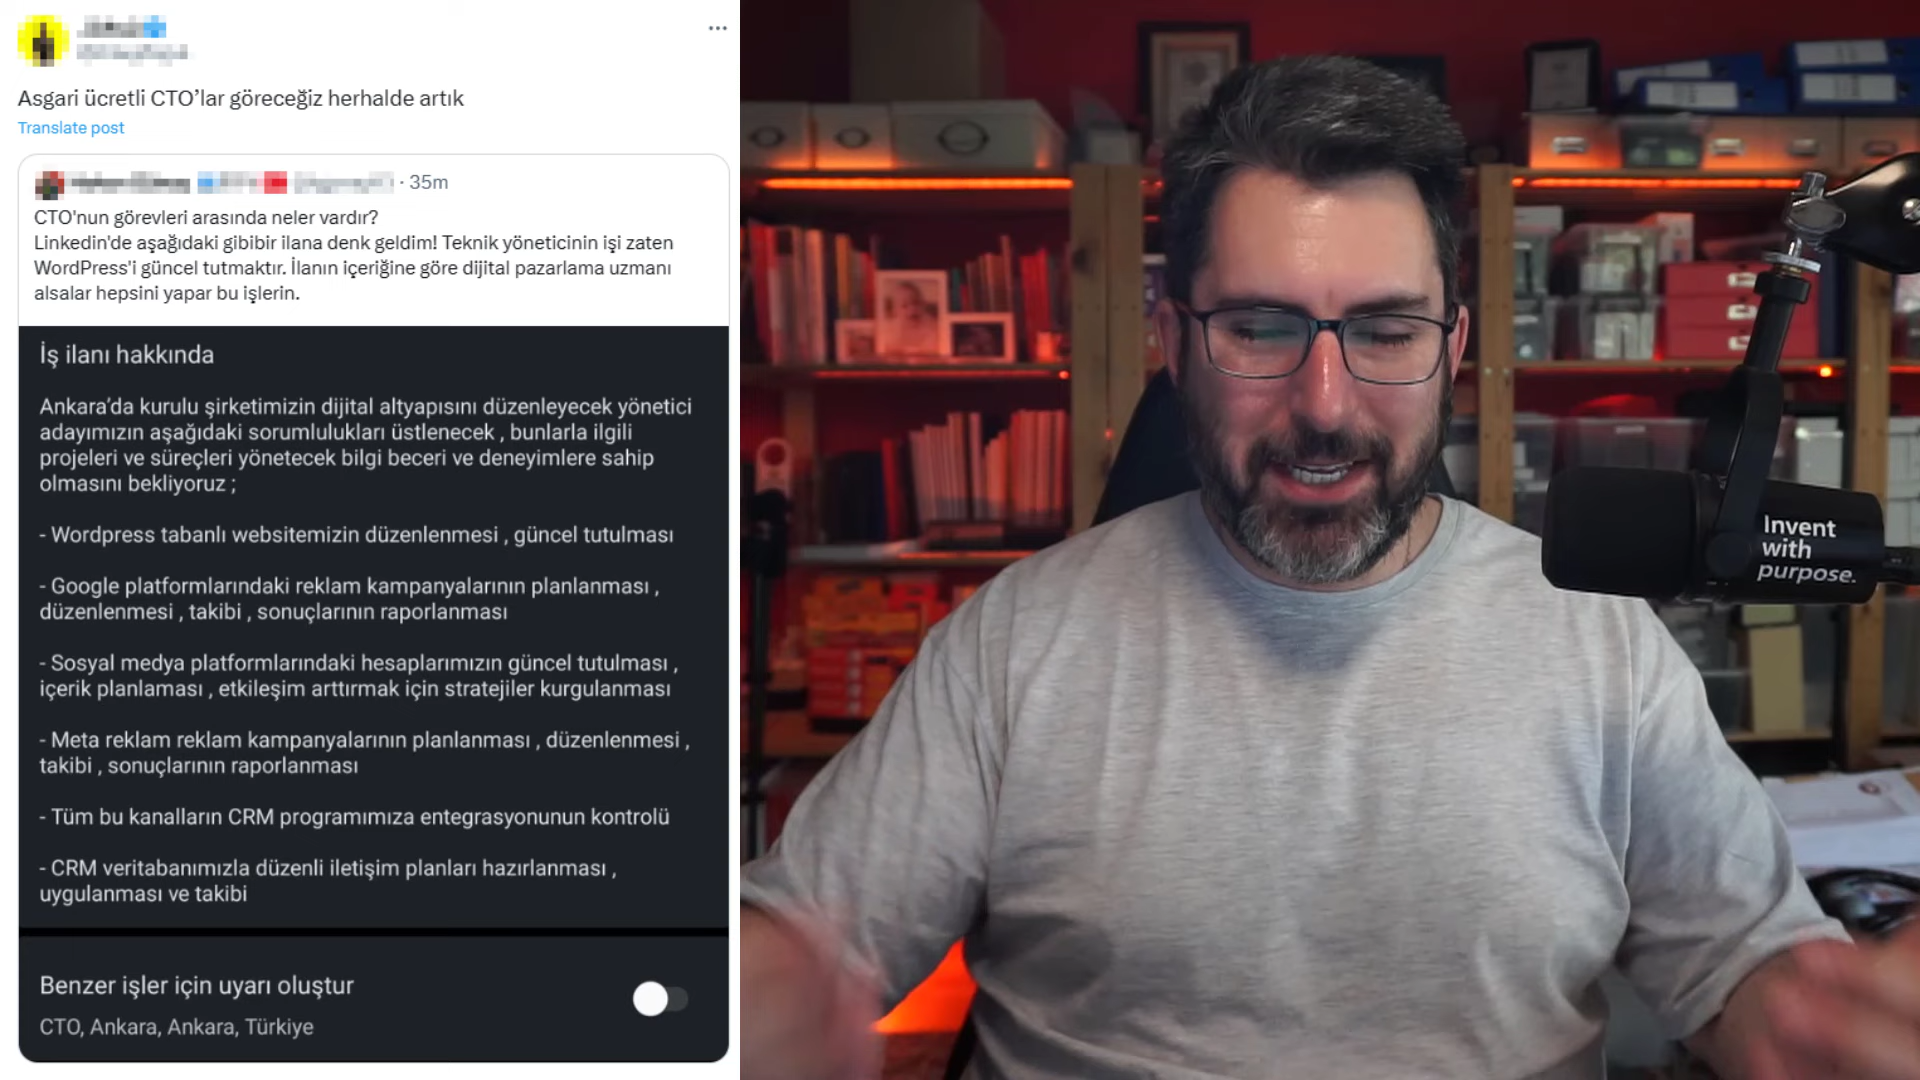 Asgari ücretli CTO’lar göreceğiz herhalde artık
Translate post
· 35m
CTO'nun görevleri arasında neler vardır?
Linkedin'de aşağıdaki gibibir ilana denk geldim! Teknik yöneticinin işi zaten
WordPress'i güncel tutmaktır. İlanın içeriğine göre dijital pazarlama uzmanı
alsalar hepsini yapar bu işlerin.
İş ilanı hakkında
Ankara’da kurulu şirketimizin dijital altyapısını düzenleyecek yönetici
adayımızın aşağıdaki sorumlulukları üstlenecek , bunlarla ilgili
projeleri ve süreçleri yönetecek bilgi beceri ve deneyimlere sahip
olmasını bekliyoruz ;
- Wordpress tabanlı websitemizin düzenlenmesi , güncel tutulması
- Google platformlarındaki reklam kampanyalarının planlanması ,
düzenlenmesi , takibi , sonuçlarının raporlanması
- Sosyal medya platformlarındaki hesaplarımızın güncel tutulması ,
içerik planlaması , etkileşim arttırmak için stratejiler kurgulanması
- Meta reklam reklam kampanyalarının planlanması , düzenlenmesi ,
takibi , sonuçlarının raporlanması
- Tüm bu kanalların CRM programımıza entegrasyonunun kontrolü
- CRM veritabanımızla düzenli iletişim planları hazırlanması ,
uygulanması ve takibi
Benzer işler için uyarı oluştur
CTO, Ankara, Ankara, Türkiye
Invent
with
purpose.